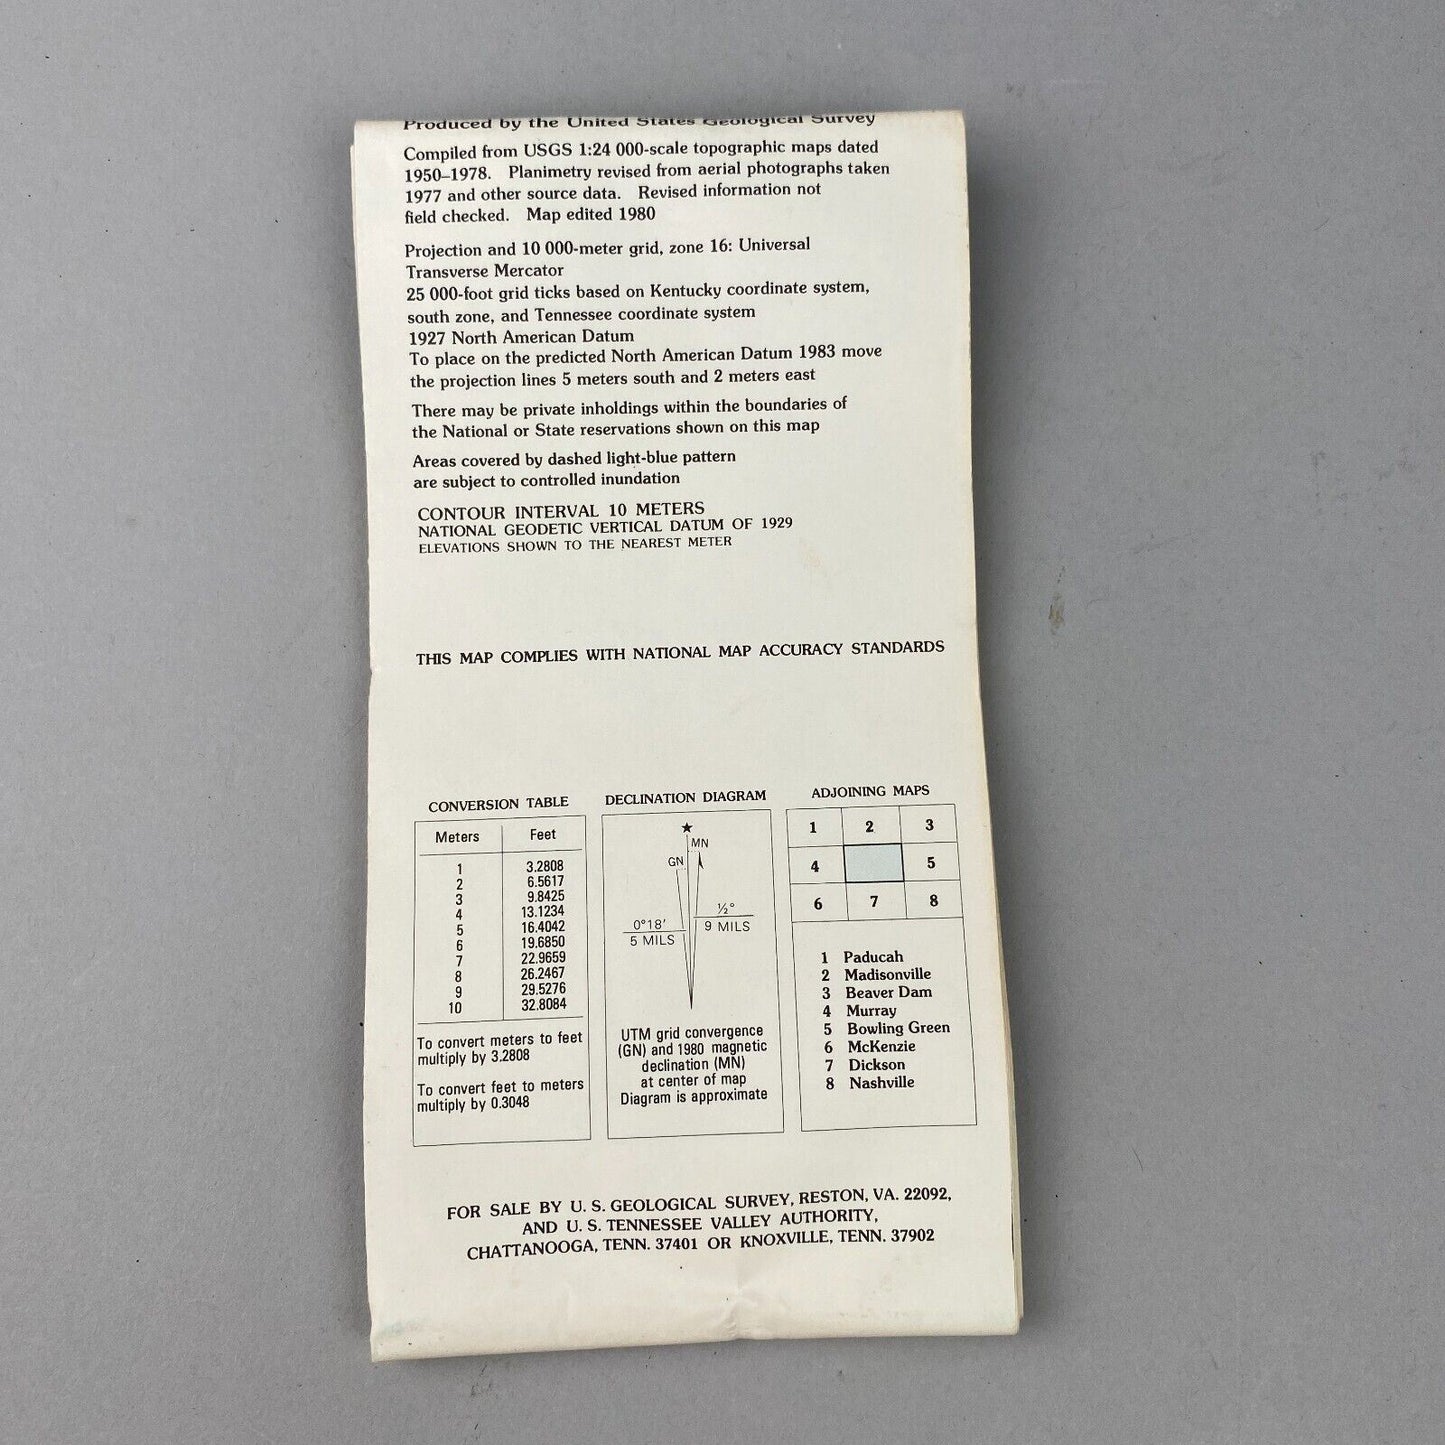 Produced by the United States Geological Survey
Compiled from USGS 1:24 000-scale topographic maps dated
1950–1978. Planimetry revised from aerial photographs taken
1977 and other source data. Revised information not
field checked. Map edited 1980
Projection and 10 000-meter grid, zone 16: Universal
Transverse Mercator
25 000-foot grid ticks based on Kentucky coordinate system,
south zone, and Tennessee coordinate system
1927 North American Datum
To place on the predicted North American Datum 1983 move
the projection lines 5 meters south and 2 meters east
There may be private inholdings within the boundaries of
the National or State reservations shown on this map
Areas covered by dashed light-blue pattern
are subject to controlled inundation
CONTOUR INTERVAL 10 METERS
NATIONAL GEODETIC VERTICAL DATUM OF 1929
ELEVATIONS SHOWN TO THE NEAREST METER
THIS MAP COMPLIES WITH NATIONAL MAP ACCURACY STANDARDS
CONVERSION TABLE
Meters Feet
1 3.2808
2 6.5617
3 9.8425
4 13.1234
5 16.4042
6 19.6850
7 22.9659
8 26.2467
9 29.5276
10 32.8084
To convert meters to feet
multiply by 3.2808
To convert feet to meters
multiply by 0.3048
DECLINATION DIAGRAM
★
MN
GN
0°18′
5 MILS
½°
9 MILS
UTM grid convergence
(GN) and 1980 magnetic
declination (MN)
at center of map
Diagram is approximate
ADJOINING MAPS
1 2 3
4 5
6 7 8
1 Paducah
2 Madisonville
3 Beaver Dam
4 Murray
5 Bowling Green
6 McKenzie
7 Dickson
8 Nashville
FOR SALE BY U. S. GEOLOGICAL SURVEY, RESTON, VA. 22092,
AND U. S. TENNESSEE VALLEY AUTHORITY,
CHATTANOOGA, TENN. 37401 OR KNOXVILLE, TENN. 37902